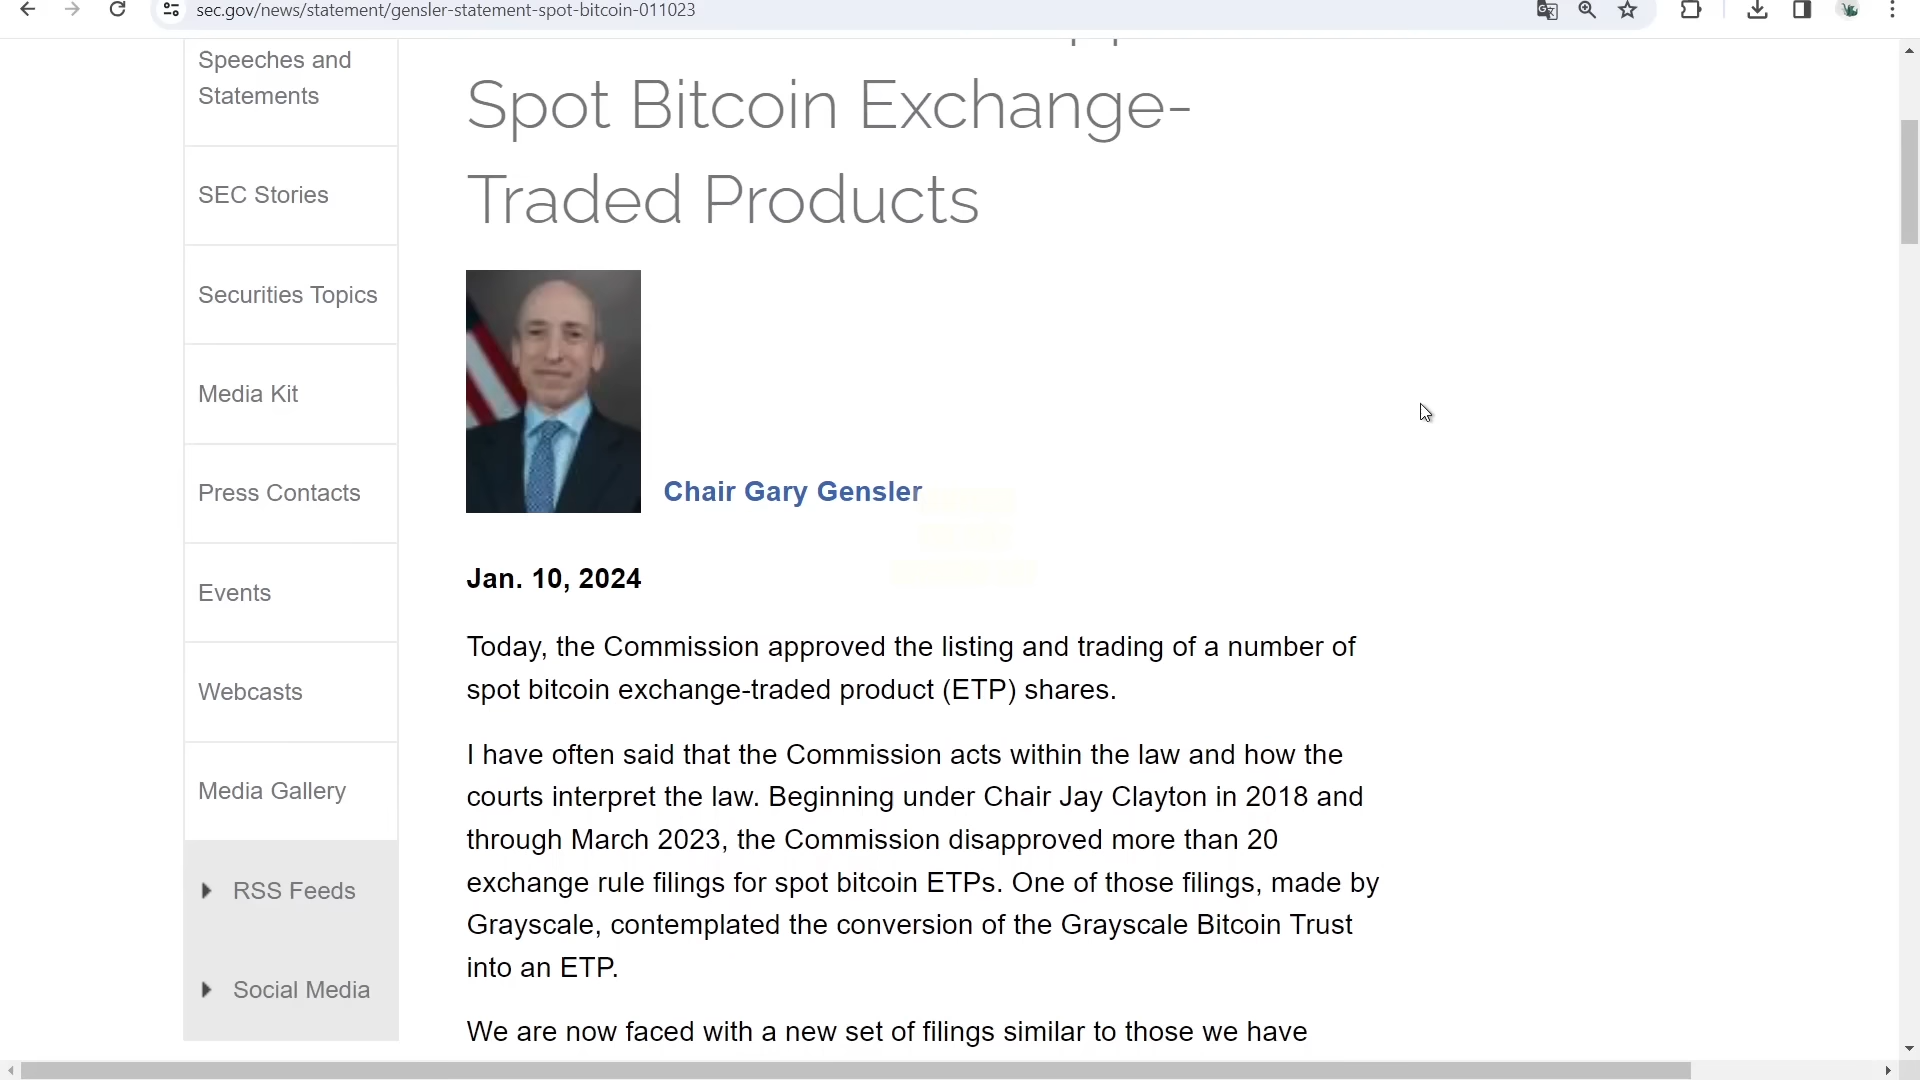 sec.gov/news/statement/gensler-statement-spot-bitcoin-011023
Speeches and
Statements
SEC Stories
Securities Topics
Media Kit
Press Contacts
Events
Webcasts
Media Gallery
RSS Feeds
Social Media
Spot Bitcoin Exchange-
Traded Products
Chair Gary Gensler
Jan. 10, 2024
Today, the Commission approved the listing and trading of a number of
spot bitcoin exchange-traded product (ETP) shares.
I have often said that the Commission acts within the law and how the
courts interpret the law. Beginning under Chair Jay Clayton in 2018 and
through March 2023, the Commission disapproved more than 20
exchange rule filings for spot bitcoin ETPs. One of those filings, made by
Grayscale, contemplated the conversion of the Grayscale Bitcoin Trust
into an ETP.
We are now faced with a new set of filings similar to those we have